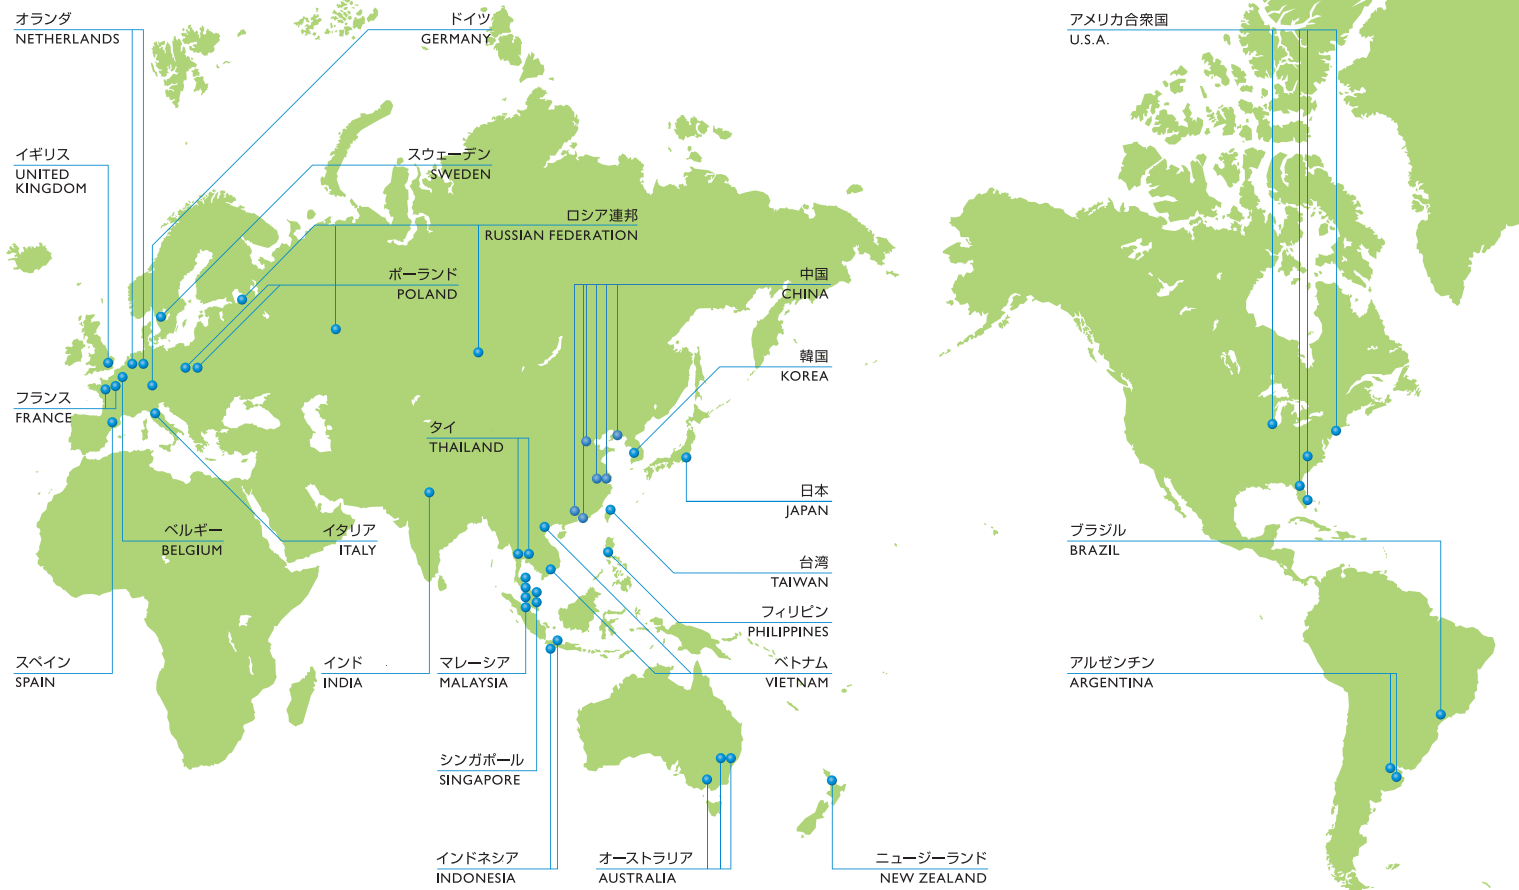 オランダ
NETHERLANDS
ドイツ
GERMANY
アメリカ合衆国
U.S.A.
イギリス
UNITED
KINGDOM
スウェーデン
SWEDEN
ロシア連邦
RUSSIAN FEDERATION
ポーランド
POLAND
中国
CHINA
韓国
KOREA
フランス
FRANCE
タイ
THAILAND
日本
JAPAN
ベルギー
BELGIUM
イタリア
ITALY
ブラジル
BRAZIL
台湾
TAIWAN
フィリピン
PHILIPPINES
スペイン
SPAIN
インド
INDIA
マレーシア
MALAYSIA
ベトナム
VIETNAM
アルゼンチン
ARGENTINA
シンガポール
SINGAPORE
インドネシア
INDONESIA
オーストラリア
AUSTRALIA
ニュージーランド
NEW ZEALAND